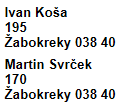 Ivan Koša
195
Žabokreky 038 40
Martin Svrček
170
Žabokreky 038 40